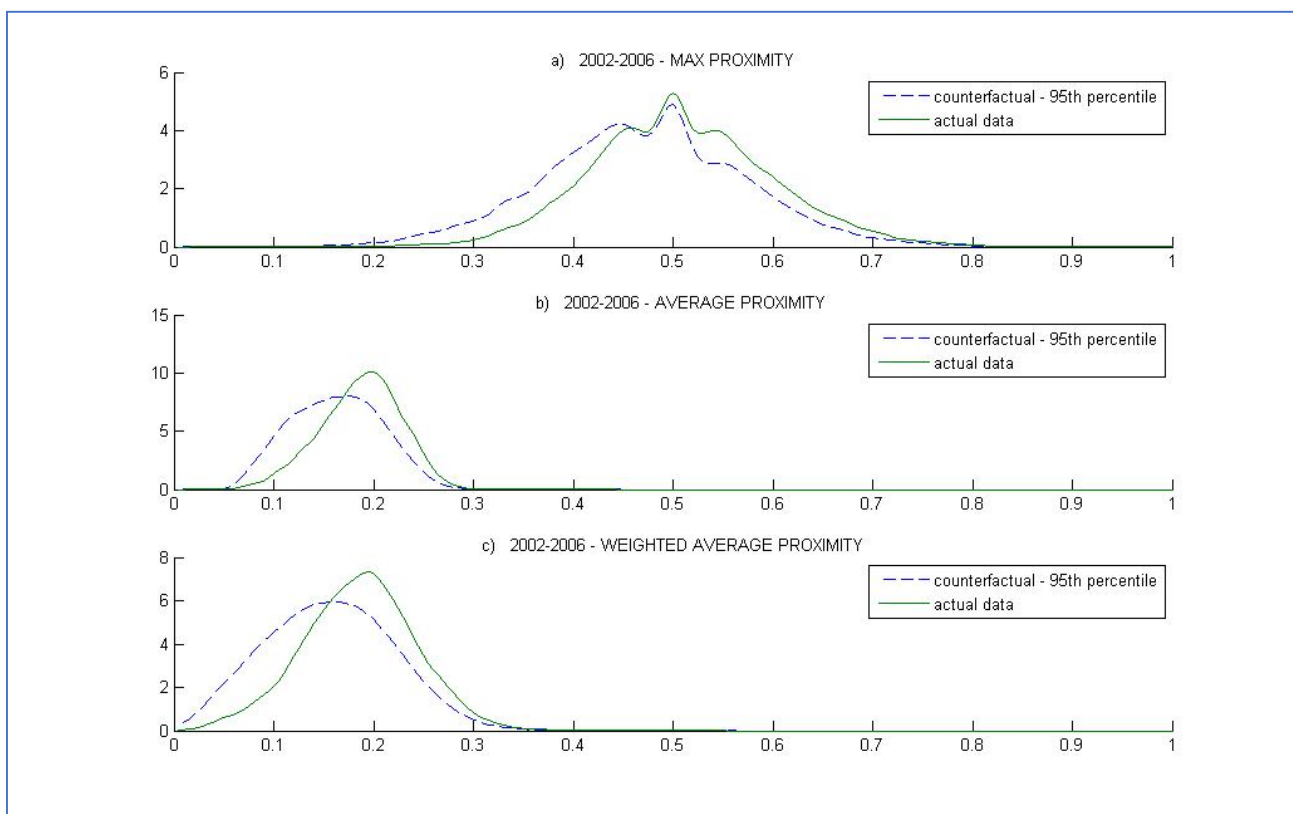 a) 2002-2006 - MAX PROXIMITY
6
4
2
0
counterfactual - 95th percentile
actual data
0 0.1 0.2 0.3 0.4 0.5 0.6 0.7 0.8 0.9 1
b) 2002-2006 - AVERAGE PROXIMITY
15
10
5
0
counterfactual - 95th percentile
actual data
0 0.1 0.2 0.3 0.4 0.5 0.6 0.7 0.8 0.9 1
c) 2002-2006 - WEIGHTED AVERAGE PROXIMITY
8
6
4
2
0
counterfactual - 95th percentile
actual data
0 0.1 0.2 0.3 0.4 0.5 0.6 0.7 0.8 0.9 1